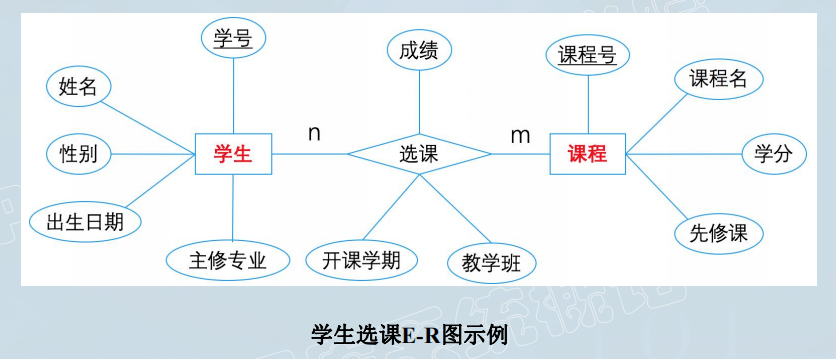 学号
成绩
课程号
姓名
课程名
性别
学生
n
选课
m
课程
学分
出生日期
先修课
主修专业
开课学期
教学班
学生选课E-R图示例